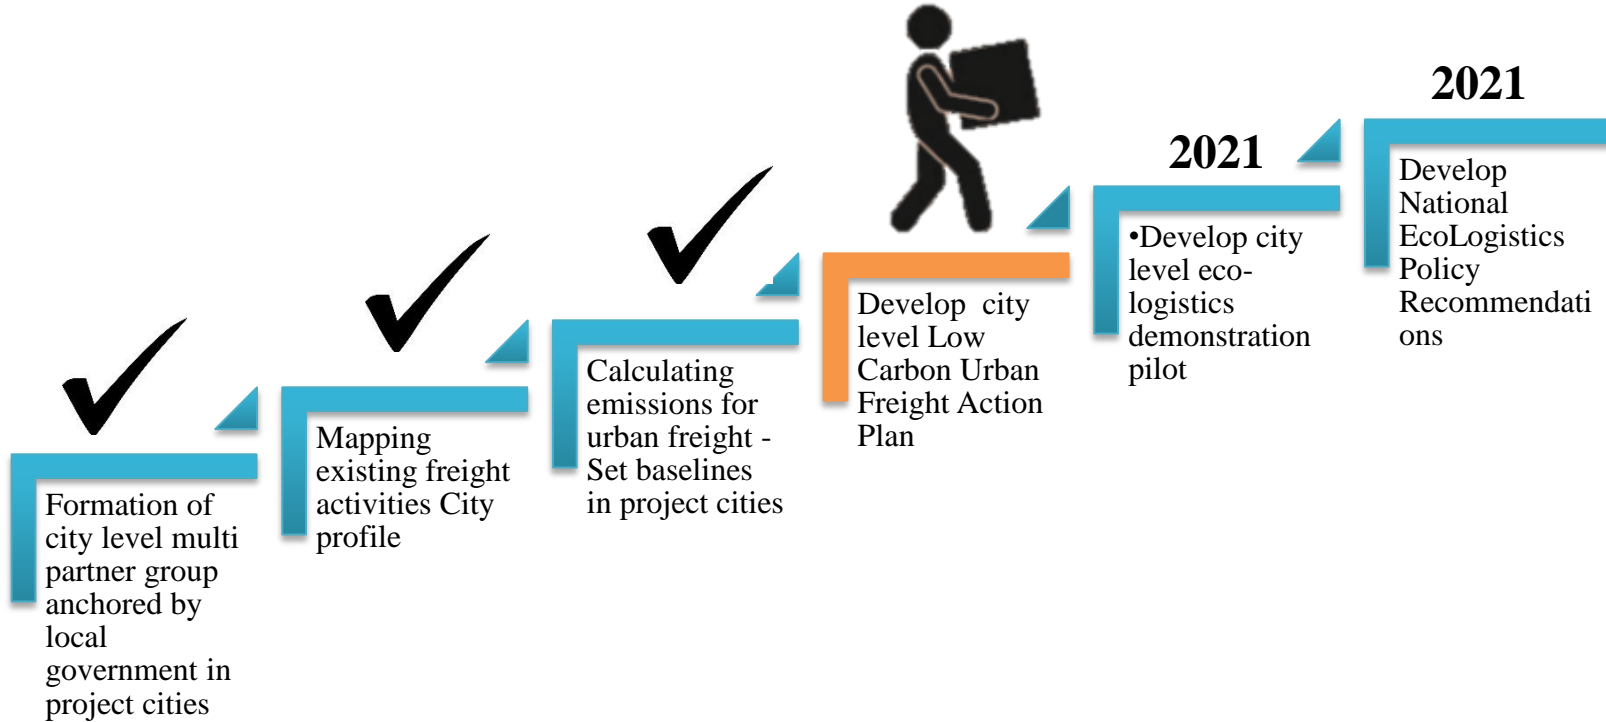 Formation of
city level multi
partner group
anchored by
local
government in
project cities
Mapping
existing freight
activities City
profile
Calculating
emissions for
urban freight -
Set baselines
in project cities
Develop  city
level Low
Carbon Urban
Freight Action
Plan
2021
•Develop city
level eco-
logistics
demonstration
pilot
2021
Develop
National
EcoLogistics
Policy
Recommendati
ons